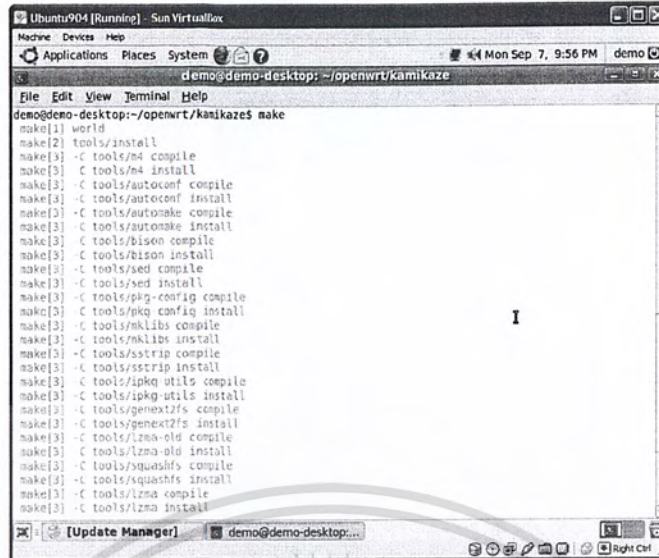 Ubuntu904 [Running] - Sun VirtualBox
Machine Devices Help
Applications Places System Mon Sep 7, 9:56 PM demo
demo@demo-desktop: ~/openwrt/kamikaze
File Edit View Terminal Help
demo@demo-desktop:~/openwrt/kamikaze$ make
make[1] world
make[2] tools/install
make[3] -C tools/m4 compile
make[3] -C tools/m4 install
make[3] -C tools/autoconf compile
make[3] -C tools/autoconf install
make[3] -C tools/automake compile
make[3] -C tools/automake install
make[3] -C tools/bison compile
make[3] -C tools/bison install
make[3] -C tools/sed compile
make[3] -C tools/sed install
make[3] -C tools/pkg-config compile
make[3] -C tools/pkg-config install
make[3] -C tools/mklibs compile
make[3] -C tools/mklibs install
make[3] -C tools/sstrip compile
make[3] -C tools/sstrip install
make[3] -C tools/ipkg-utils compile
make[3] -C tools/ipkg-utils install
make[3] -C tools/genext2fs compile
make[3] -C tools/genext2fs install
make[3] -C tools/lzma-old compile
make[3] -C tools/lzma-old install
make[3] -C tools/squashfs compile
make[3] -C tools/squashfs install
make[3] -C tools/lzma compile
make[3] -C tools/lzma install
[Update Manager] demo@demo-desktop:...
Right Ctrl